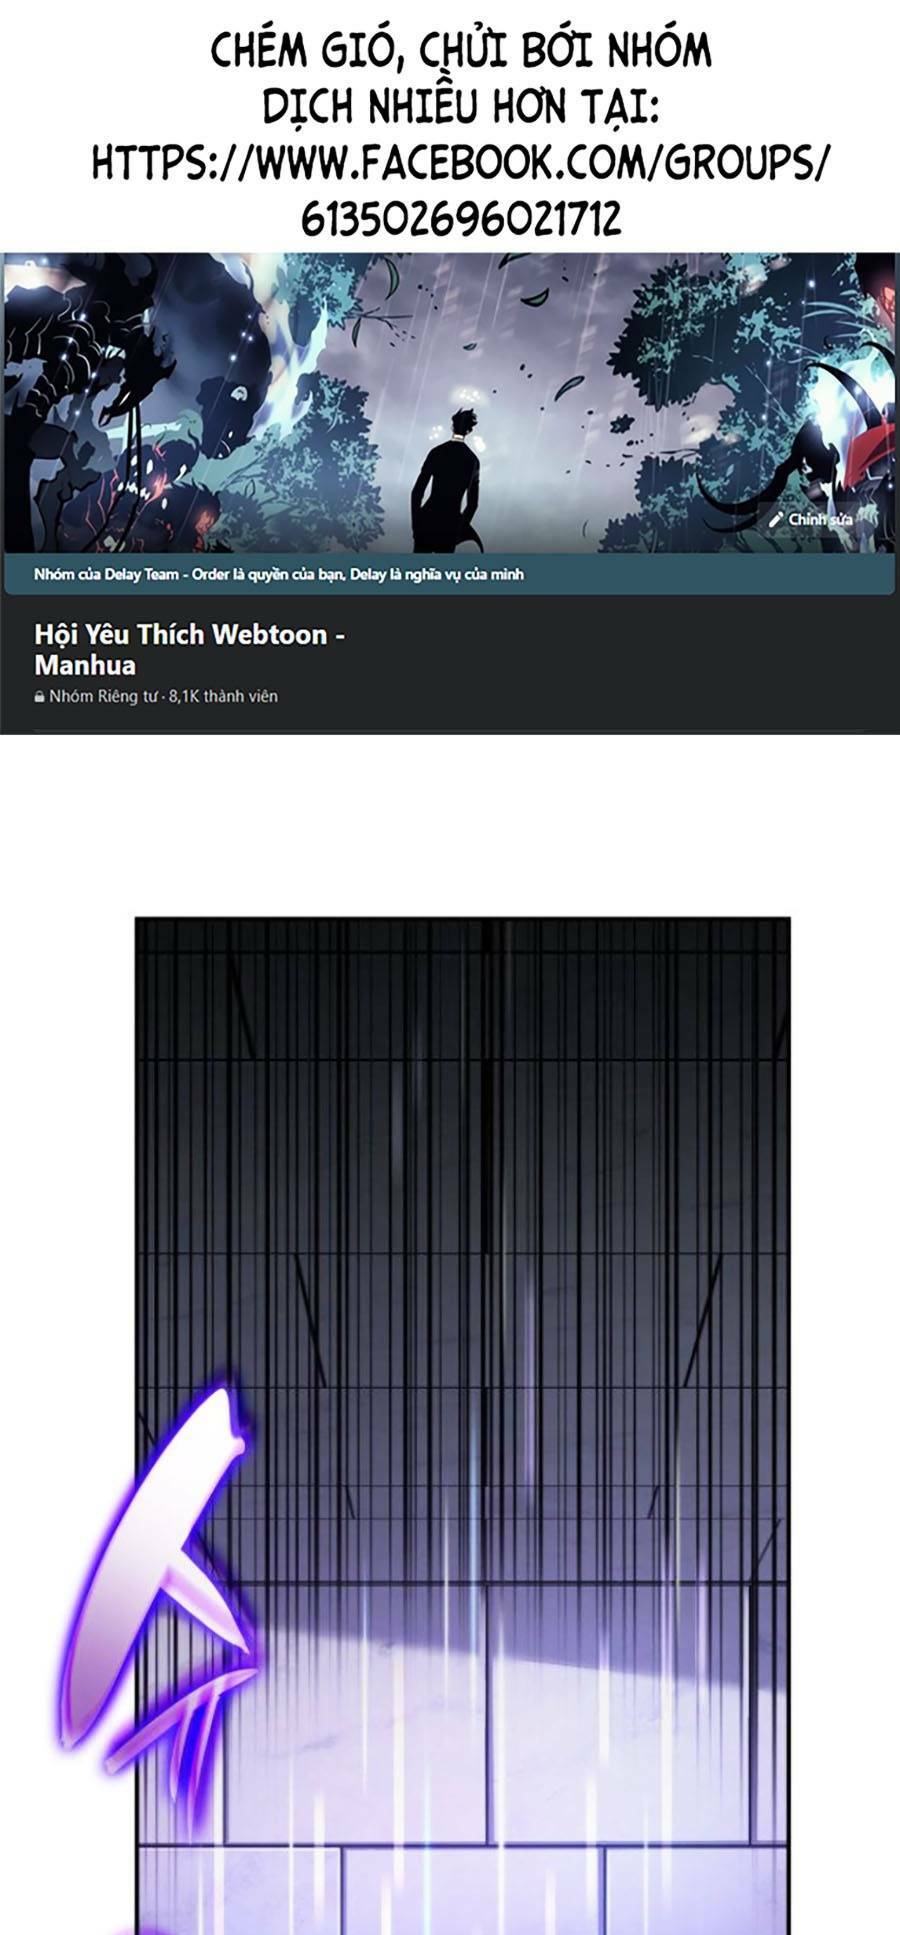 CHÉM GIÓ, CHỬI BỚI NHÓM
DỊCH NHIỀU HƠN TẠI:
HTTPS://WWW.FACEBOOK.COM/GROUPS/
613502696021712
Chỉnh sửa
Nhóm của Delay Team - Order là quyền của bạn, Delay là nghĩa vụ của mình
Hội Yêu Thích Webtoon -
Manhua
Nhóm Riêng tư · 8,1K thành viên